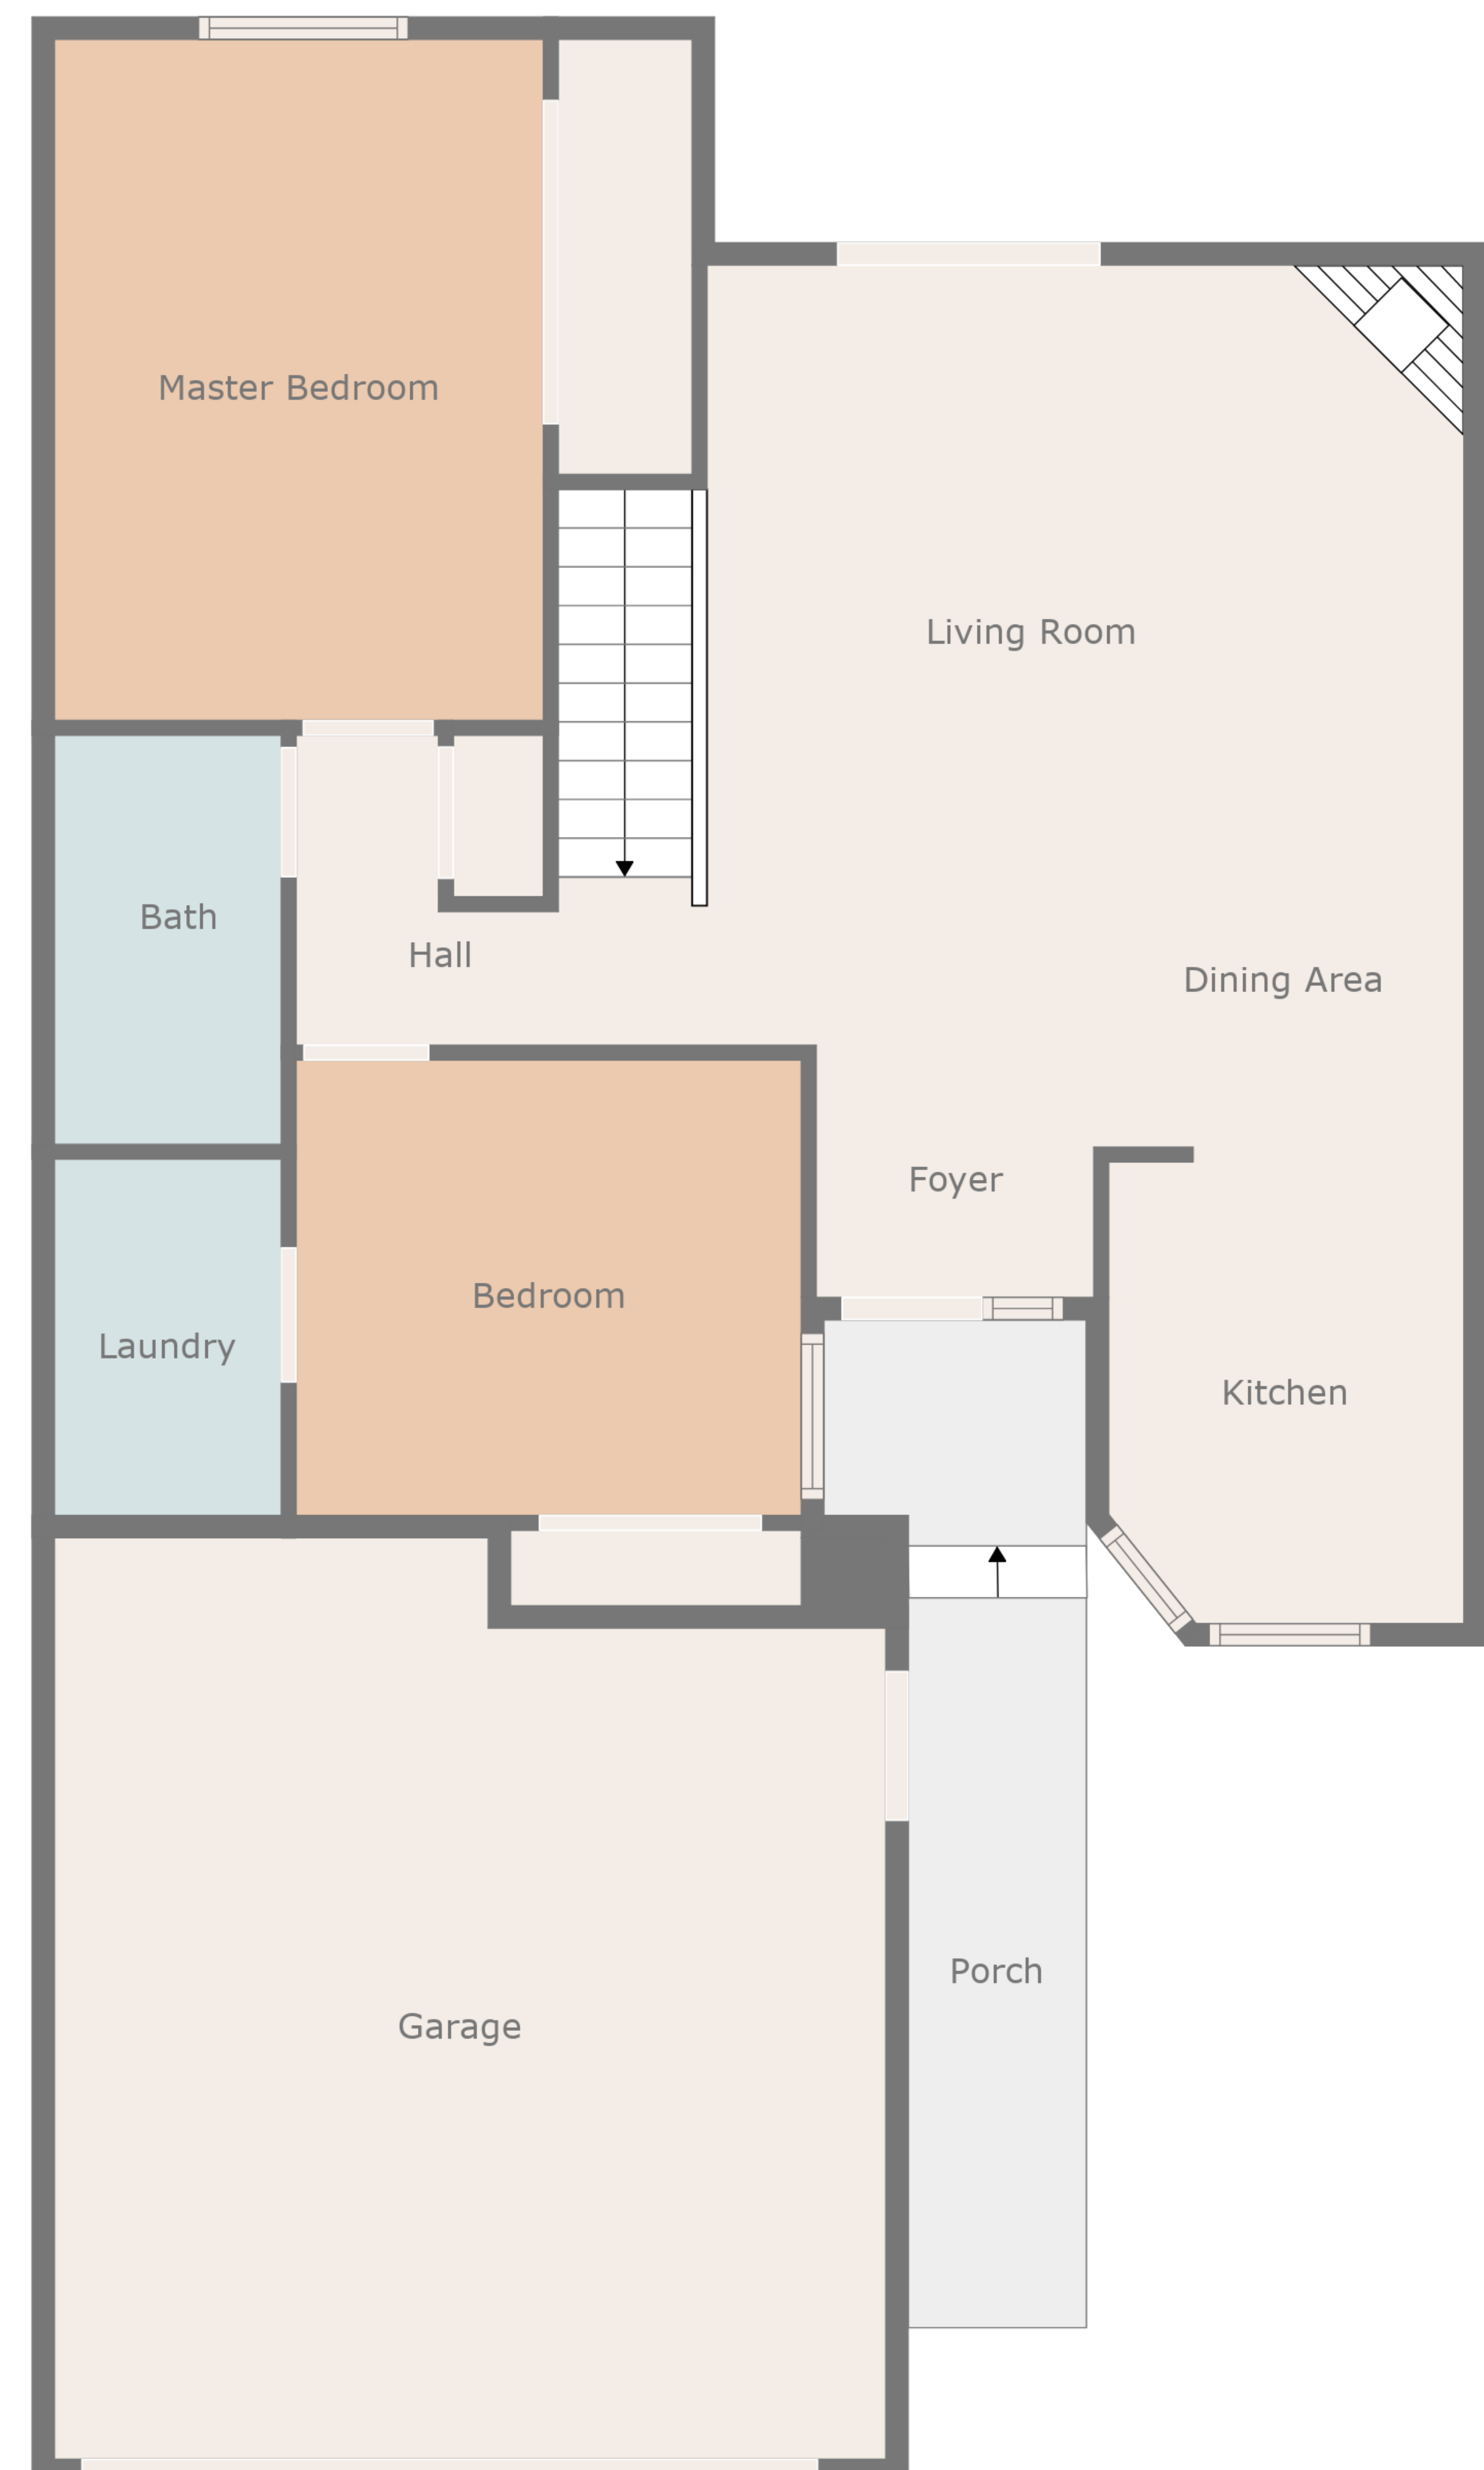 Master Bedroom
Living Room
Bath
Hall
Dining Area
Foyer
Bedroom
Laundry
Kitchen
Porch
Garage